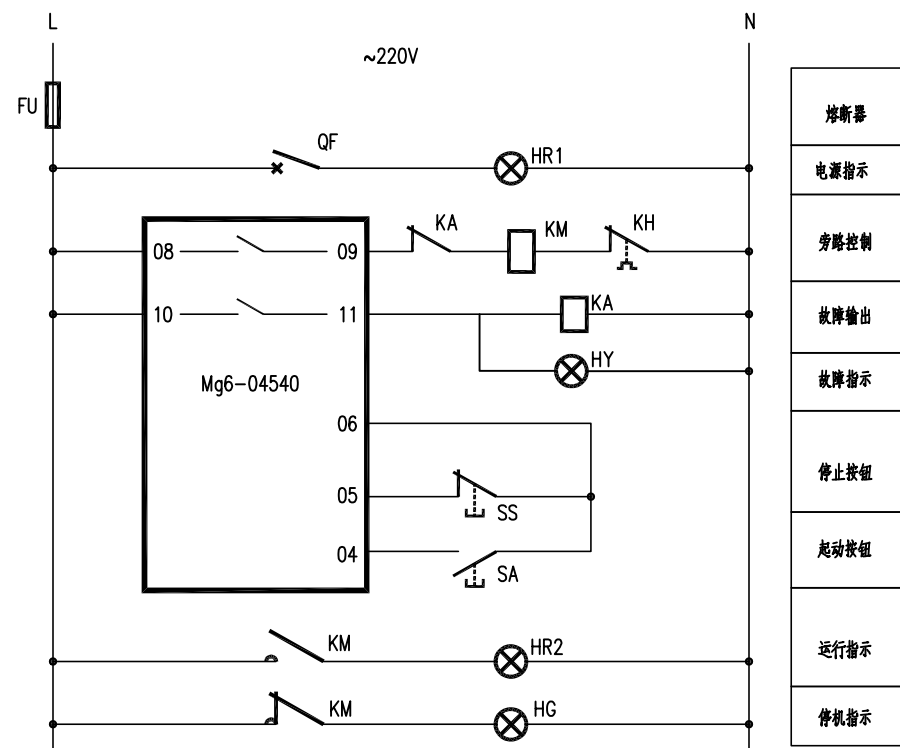 L
N
~220V
FU
熔断器
QF
HR1
电源指示
KA
KM
KH
08
09
旁路控制
KA
10
11
故障输出
HY
故障指示
Mg6-04540
06
05
SS
停止按钮
04
SA
起动按钮
KM
HR2
运行指示
KM
HG
停机指示